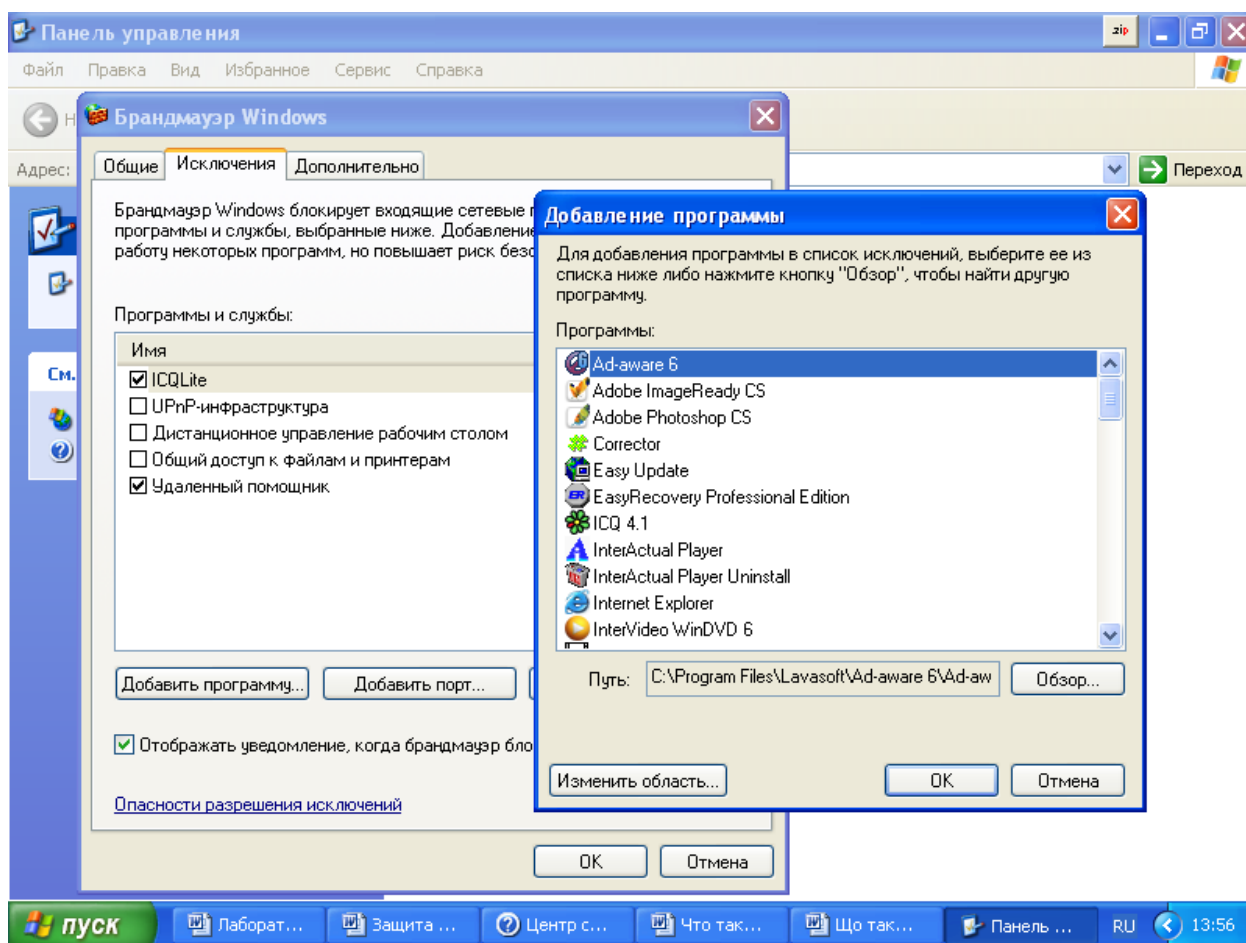 Панель управления
zip
Файл Правка Вид Избранное Сервис Справка
Н
Адрес:
Переход
См.
Брандмауэр Windows
Общие Исключения Дополнительно
Брандмауэр Windows блокирует входящие сетевые
программы и службы, выбранные ниже.
работу некоторых программ, но повышает риск
Программы и службы:
Имя
ICQLite
UPnP-инфраструктура
Дистанционное управление рабочим столом
Общий доступ к файлам и принтерам
Удаленный помощник
Добавить программу... Добавить порт...
Отображать уведомление, когда брандмауэр бло
Опасности разрешения исключений
OK Отмена
Добавление программы
Для добавления программы в список исключений, выберите ее из
списка ниже либо нажмите кнопку "Обзор", чтобы найти другую
программу.
Программы:
Ad-aware 6
Adobe ImageReady CS
Adobe Photoshop CS
Corrector
Easy Update
EasyRecovery Professional Edition
ICQ 4.1
InterActual Player
InterActual Player Uninstall
Internet Explorer
InterVideo WinDVD 6
Путь: C:\Program Files\Lavasoft\Ad-aware 6\Ad-aw Обзор...
Изменить область... OK Отмена
пуск Лаборат... Защита ... Центр с... Что так... Що так... Панель ... RU 13:56